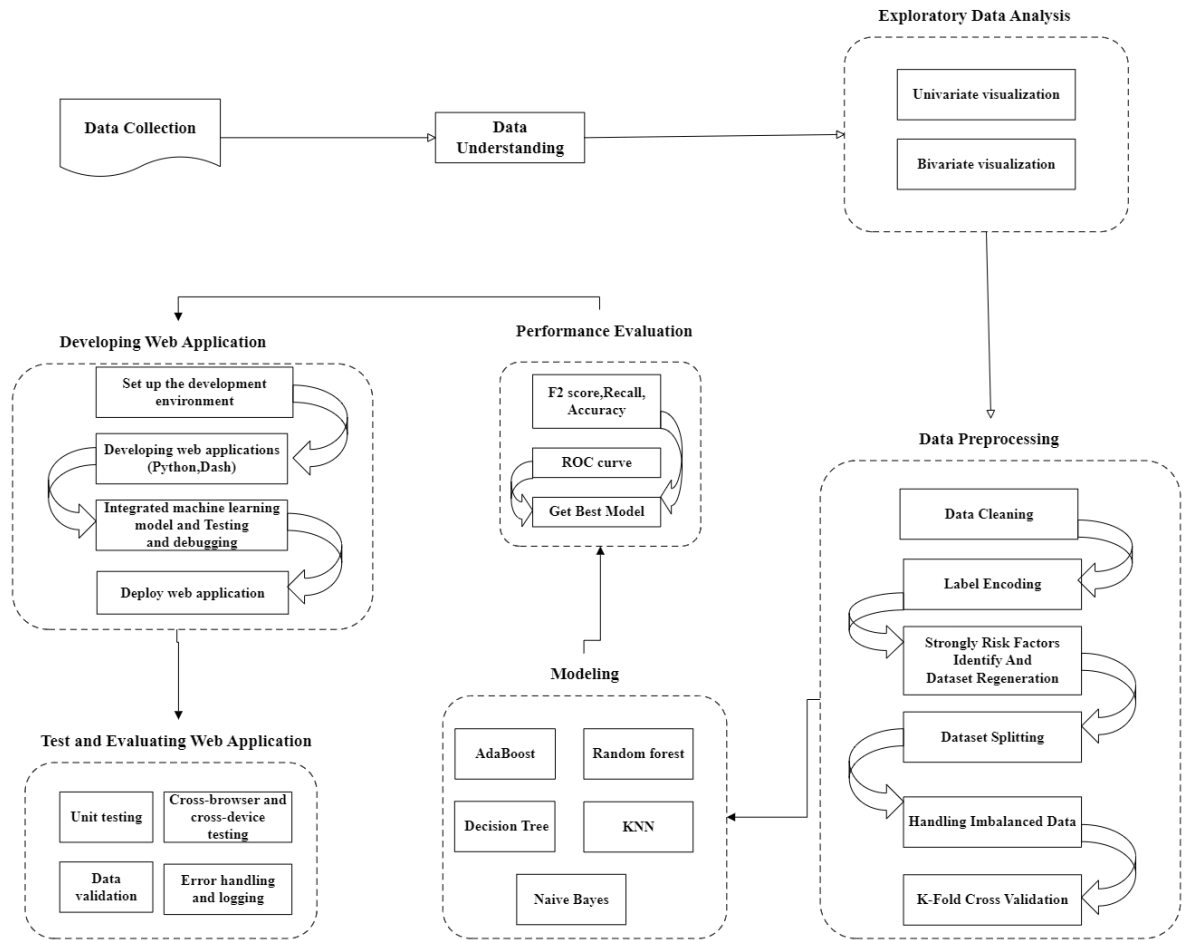 Exploratory Data Analysis
Univariate visualization
Bivariate visualization
Data Collection
Data
Understanding
Data Preprocessing
Data Cleaning
Label Encoding
Strongly Risk Factors
Identify And
Dataset Regeneration
Dataset Splitting
Handling Imbalanced Data
K-Fold Cross Validation
Modeling
AdaBoost
Random forest
Decision Tree
KNN
Naive Bayes
Performance Evaluation
F2 score,Recall,
Accuracy
ROC curve
Get Best Model
Developing Web Application
Set up the development
environment
Developing web applications
(Python,Dash)
Integrated machine learning
model and Testing
and debugging
Deploy web application
Test and Evaluating Web Application
Unit testing
Cross-browser and
cross-device
testing
Data
validation
Error handling
and logging